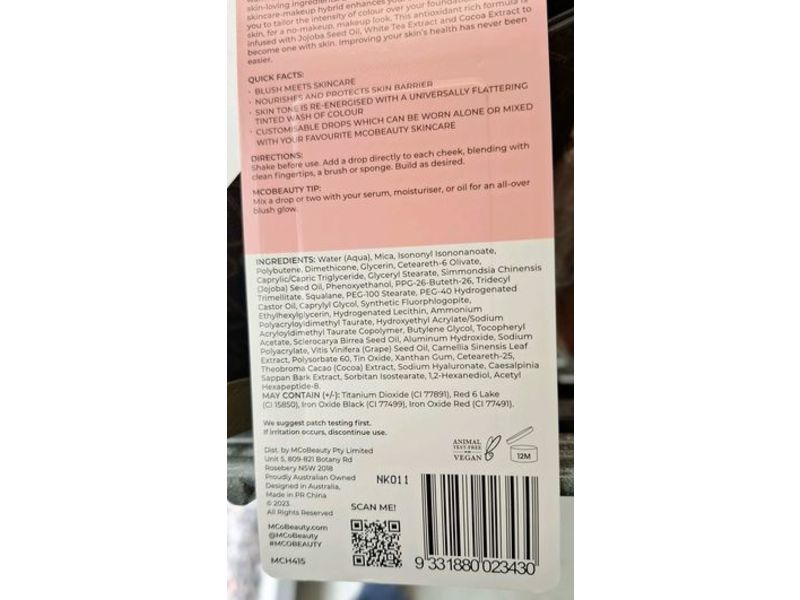 skin-loving ingredients
skincare-makeup hybrid enhances your
you to tailor the intensity of colour over your foundation
skin, for a no-makeup, makeup look. This antioxidant rich formula is
infused with Jojoba Seed Oil, White Tea Extract and Cocoa Extract to
become one with skin. Improving your skin's health has never been
easier.
QUICK FACTS:
· BLUSH MEETS SKINCARE
· NOURISHES AND PROTECTS SKIN BARRIER
· SKIN TONE IS RE-ENERGISED WITH A UNIVERSALLY FLATTERING
TINTED WASH OF COLOUR
· CUSTOMISABLE DROPS WHICH CAN BE WORN ALONE OR MIXED
WITH YOUR FAVOURITE MCOBEAUTY SKINCARE
DIRECTIONS:
Shake before use. Add a drop directly to each cheek, blending with
clean fingertips, a brush or sponge. Build as desired.
MCOBEAUTY TIP:
Mix a drop or two with your serum, moisturiser, or oil for an all-over
blush glow.
INGREDIENTS: Water (Aqua), Mica, Isononyl Isononanoate,
Polybutene, Dimethicone, Glycerin, Ceteareth-6 Olivate,
Caprylic/Capric Triglyceride, Glyceryl Stearate, Simmondsia Chinensis
(Jojoba) Seed Oil, Phenoxyethanol, PPG-26-Buteth-26, Tridecyl
Trimellitate, Squalane, PEG-100 Stearate, PEG-40 Hydrogenated
Castor Oil, Caprylyl Glycol, Synthetic Fluorphlogopite,
Ethylhexylglycerin, Hydrogenated Lecithin, Ammonium
Polyacryloyldimethyl Taurate, Hydroxyethyl Acrylate/Sodium
Acryloyldimethyl Taurate Copolymer, Butylene Glycol, Tocopheryl
Acetate, Sclerocarya Birrea Seed Oil, Aluminum Hydroxide, Sodium
Polyacrylate, Vitis Vinifera (Grape) Seed Oil, Camellia Sinensis Leaf
Extract, Polysorbate 60, Tin Oxide, Xanthan Gum, Ceteareth-25,
Theobroma Cacao (Cocoa) Extract, Sodium Hyaluronate, Caesalpinia
Sappan Bark Extract, Sorbitan Isostearate, 1,2-Hexanediol, Acetyl
Hexapeptide-8.
MAY CONTAIN (+/-): Titanium Dioxide (CI 77891), Red 6 Lake
(CI 15850), Iron Oxide Black (CI 77499), Iron Oxide Red (CI 77491).
We suggest patch testing first.
If irritation occurs, discontinue use.
Dist. by MCoBeauty Pty Limited
Unit 5, 809-821 Botany Rd
Rosebery NSW 2018
Proudly Australian Owned
Designed in Australia,
Made in PR China
© 2023
All Rights Reserved
MCoBeauty.com
@MCoBeauty
#MCOBEAUTY
MCH415
NK011
SCAN ME!
ANIMAL
TEST-FREE
VEGAN
12M
9 331880 023430